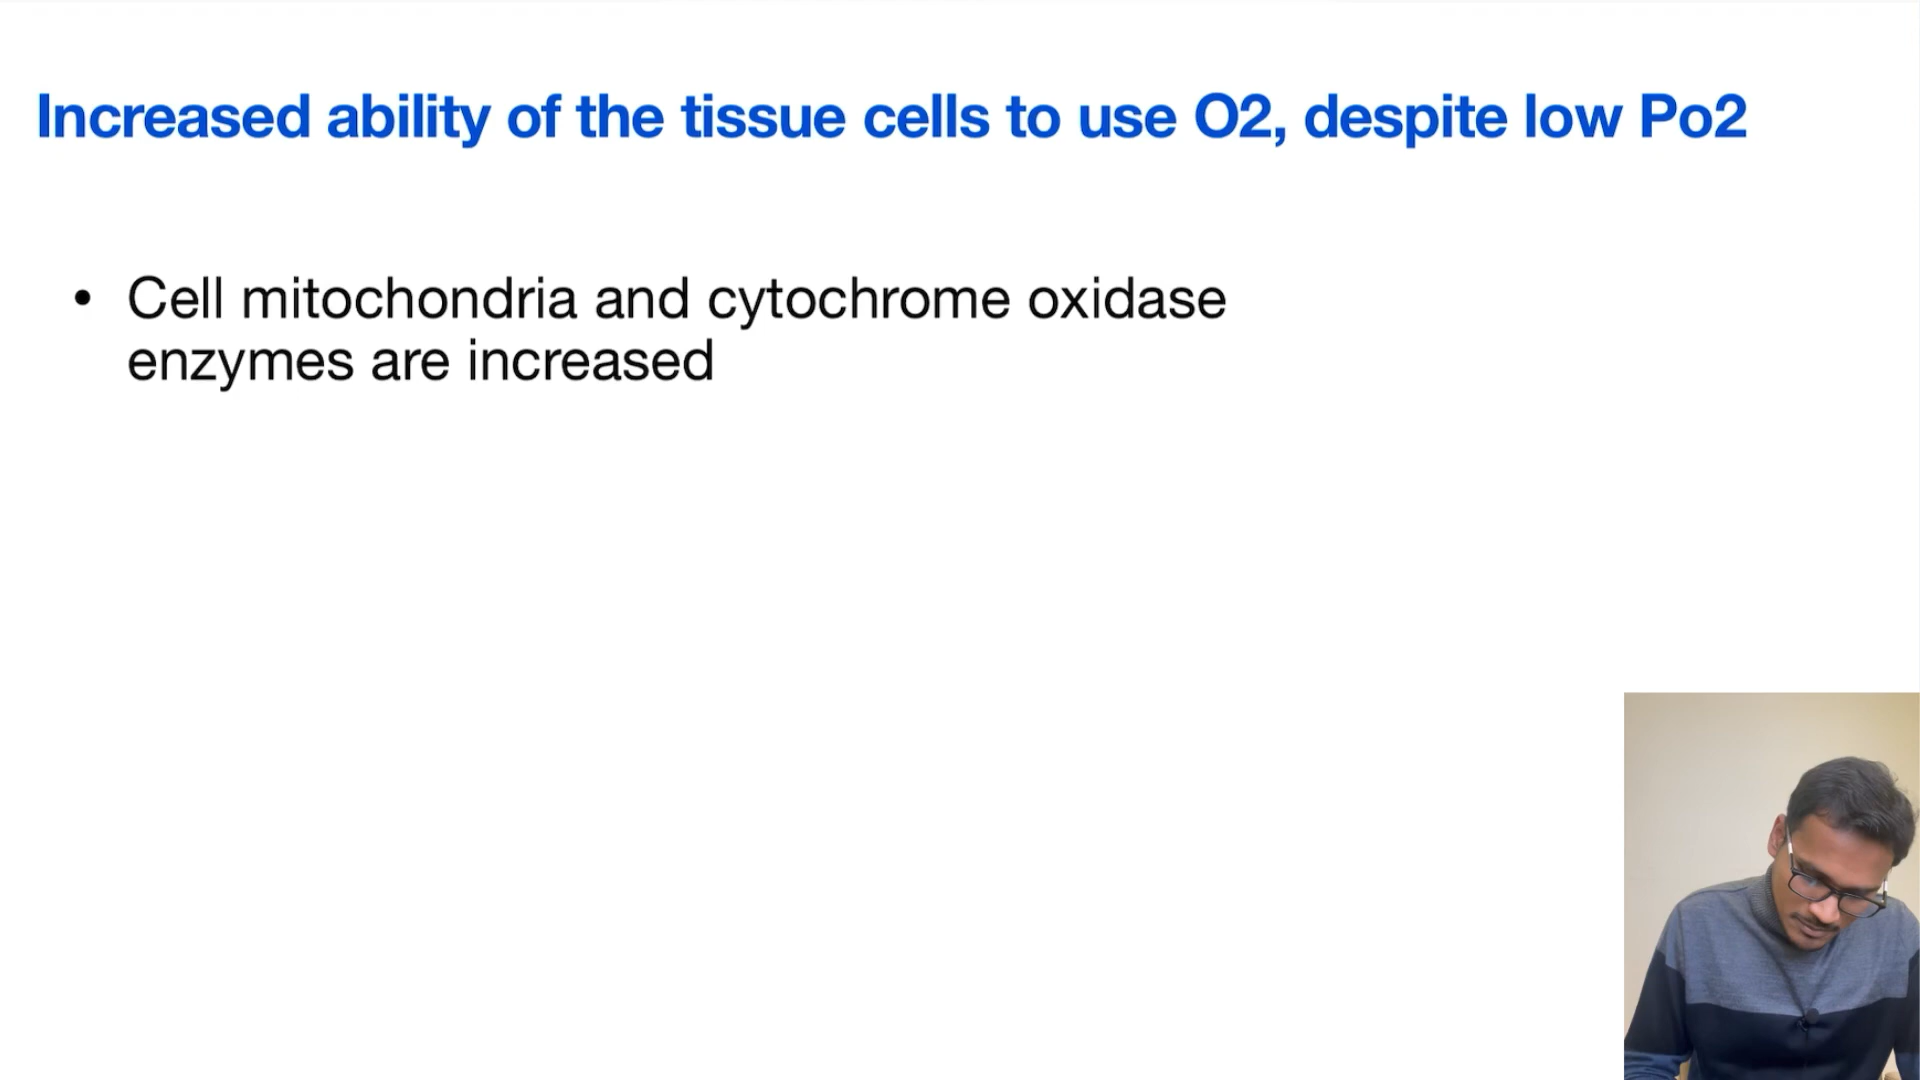 Increased ability of the tissue cells to use O2, despite low Po2
• Cell mitochondria and cytochrome oxidase
enzymes are increased